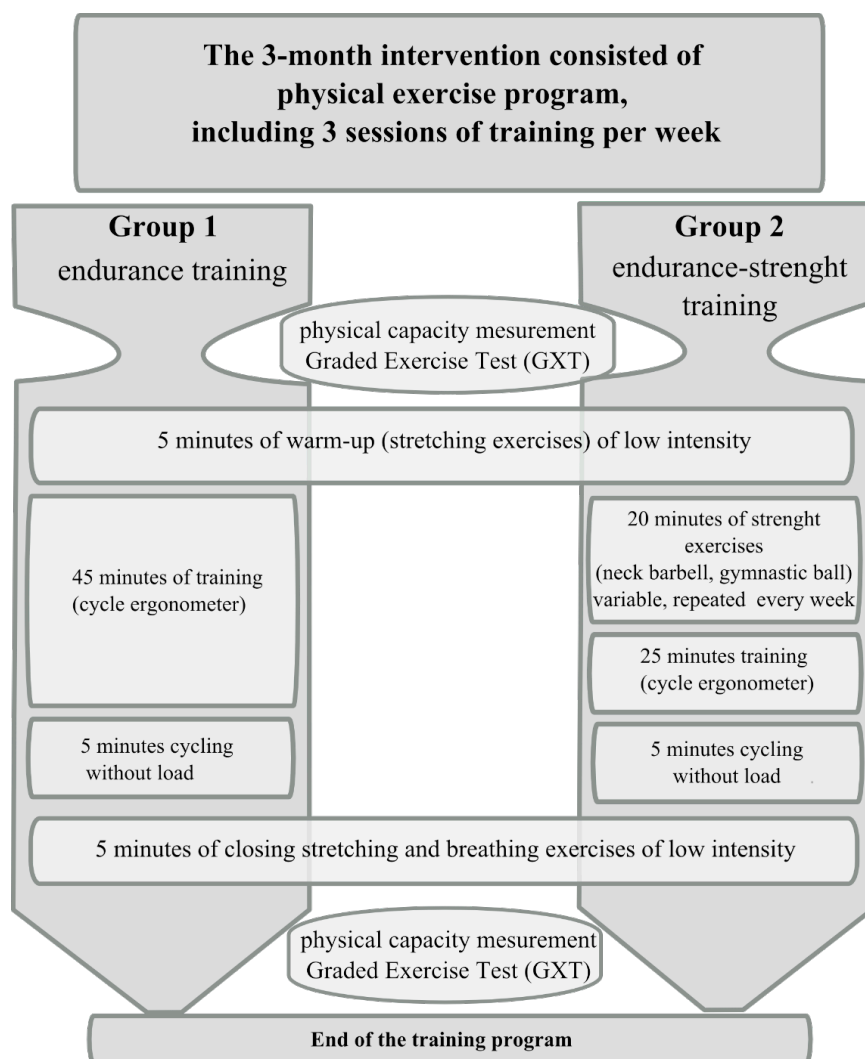 The 3-month intervention consisted of
physical exercise program,
including 3 sessions of training per week
Group 1
endurance training
Group 2
endurance-strenght
training
physical capacity mesurement
Graded Exercise Test (GXT)
5 minutes of warm-up (stretching exercises) of low intensity
45 minutes of training
(cycle ergonometer)
20 minutes of strenght
exercises
(neck barbell, gymnastic ball)
variable, repeated every week
25 minutes training
(cycle ergonometer)
5 minutes cycling
without load
5 minutes cycling
without load
5 minutes of closing stretching and breathing exercises of low intensity
physical capacity mesurement
Graded Exercise Test (GXT)
End of the training program